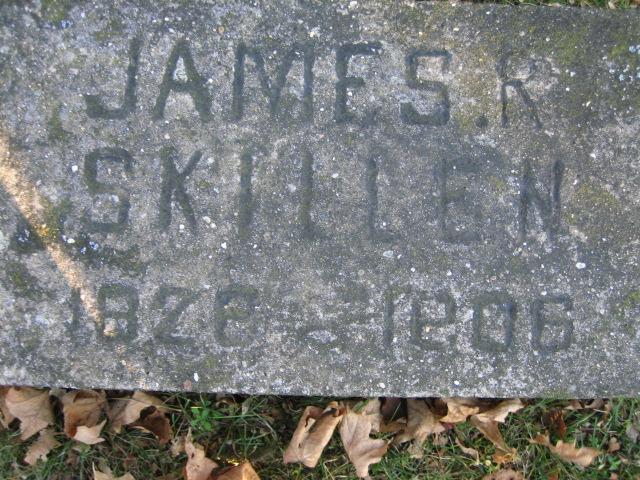 JAMES. R
SKILLEN
1828 - 1906